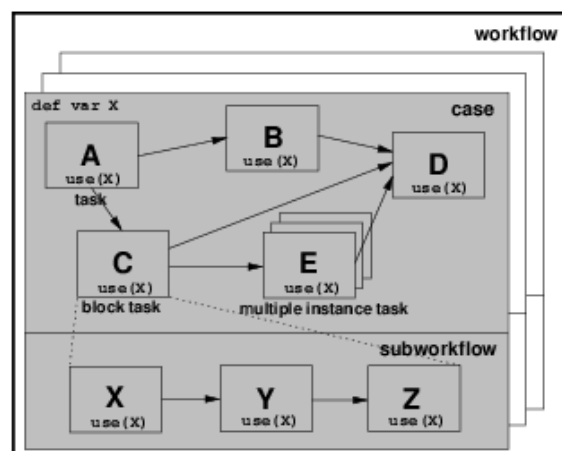 workflow
def var X
case
A
use(X)
task
B
use(X)
D
use(X)
C
use(X)
block task
E
use(X)
multiple instance task
subworkflow
X
use(X)
Y
use(X)
Z
use(X)